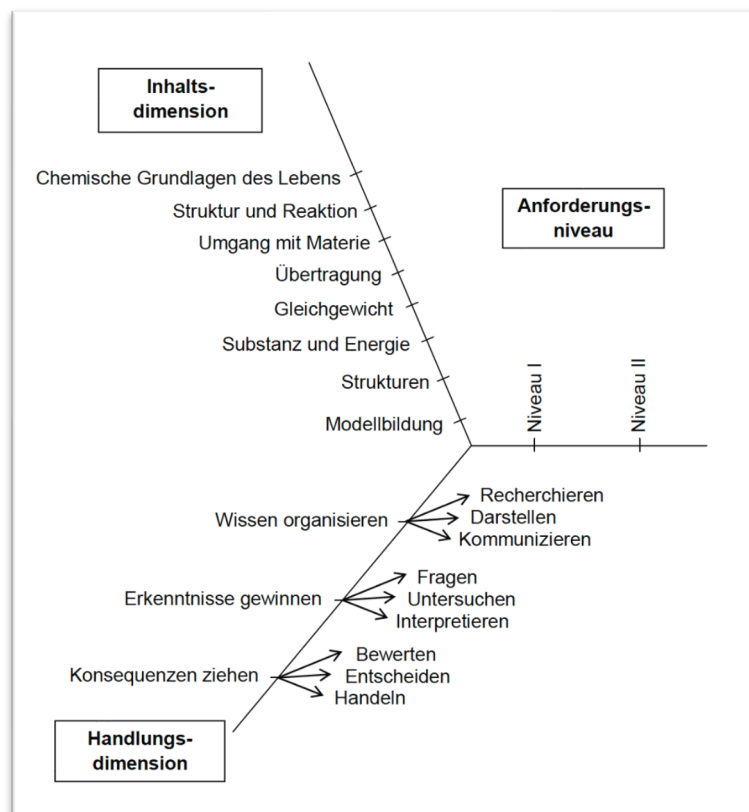 Inhalts-
dimension
Chemische Grundlagen des Lebens
Struktur und Reaktion
Umgang mit Materie
Übertragung
Gleichgewicht
Substanz und Energie
Strukturen
Modellbildung
Anforderungs-
niveau
Niveau I
Niveau II
Wissen organisieren
Recherchieren
Darstellen
Kommunizieren
Erkenntnisse gewinnen
Fragen
Untersuchen
Interpretieren
Konsequenzen ziehen
Bewerten
Entscheiden
Handeln
Handlungs-
dimension